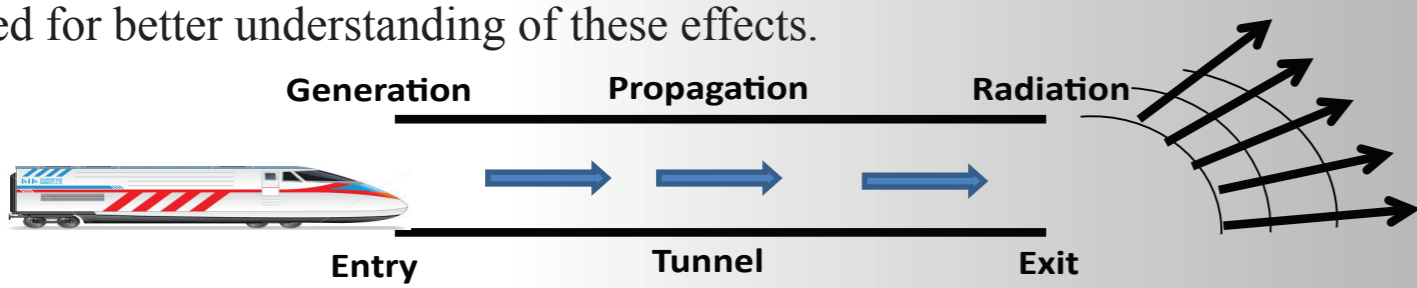 ed for better understanding of these effects.
Generation Propagation Radiation
Entry Tunnel Exit